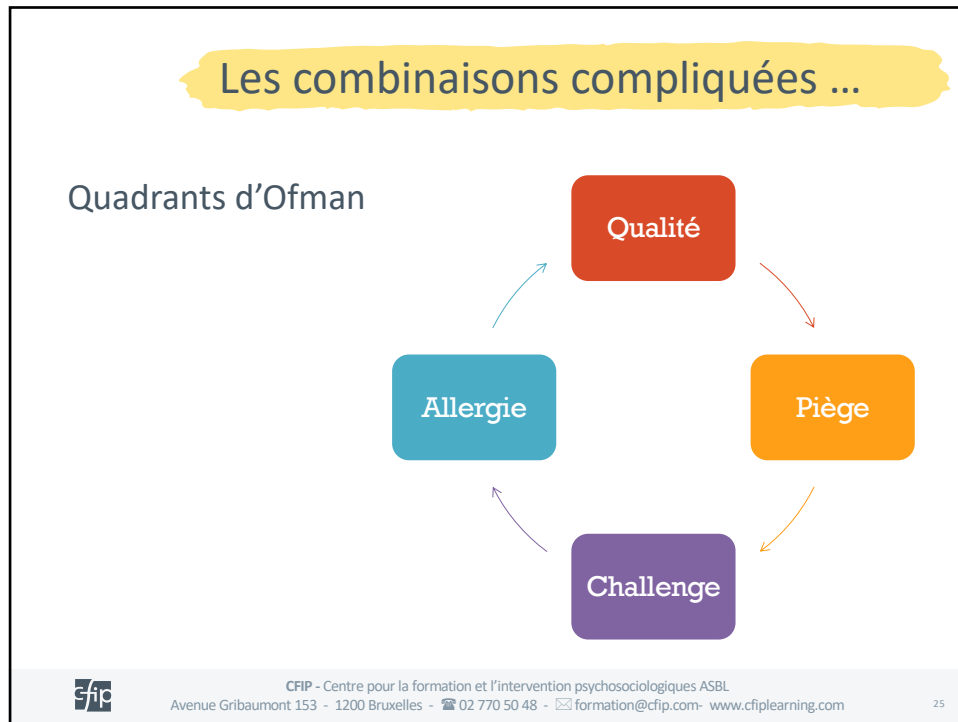 Les combinaisons compliquées …
Quadrants d’Ofman
Qualité
Allergie
Piège
Challenge
cfip
CFIP - Centre pour la formation et l’intervention psychosociologiques ASBL
Avenue Gribaumont 153 - 1200 Bruxelles - ☎ 02 770 50 48 - ✉ formation@cfip.com- www.cfiplearning.com
25